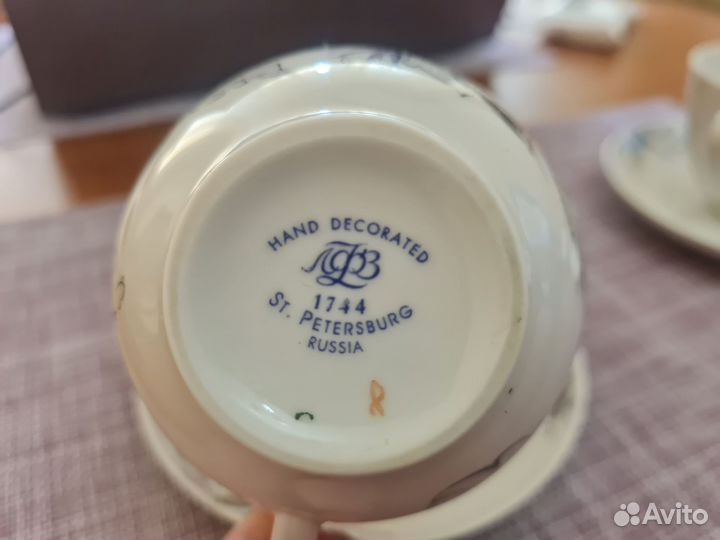 HAND DECORATED
ЛФЗ
1744
ST. PETERSBURG
RUSSIA
Avito